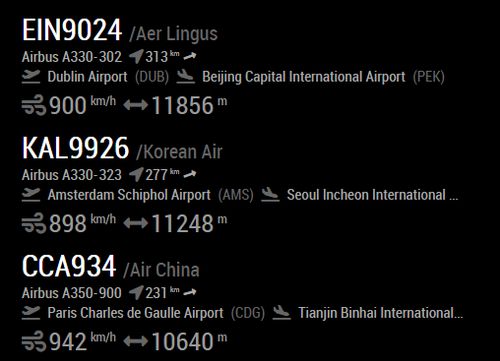 EIN9024 /Aer Lingus
Airbus A330-302 313 km
Dublin Airport (DUB) Beijing Capital International Airport (PEK)
900 km/h 11856 m
KAL9926 /Korean Air
Airbus A330-323 277 km
Amsterdam Schiphol Airport (AMS) Seoul Incheon International ...
898 km/h 11248 m
CCA934 /Air China
Airbus A350-900 231 km
Paris Charles de Gaulle Airport (CDG) Tianjin Binhai International...
942 km/h 10640 m